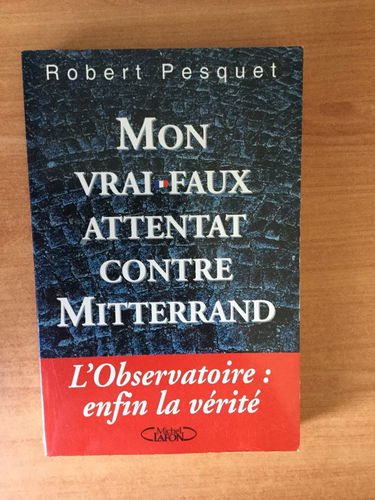 Robert Pesquet
MON
VRAI-FAUX
ATTENTAT
CONTRE
MITTERRAND
L'Observatoire :
enfin la vérité
Michel
LAFON